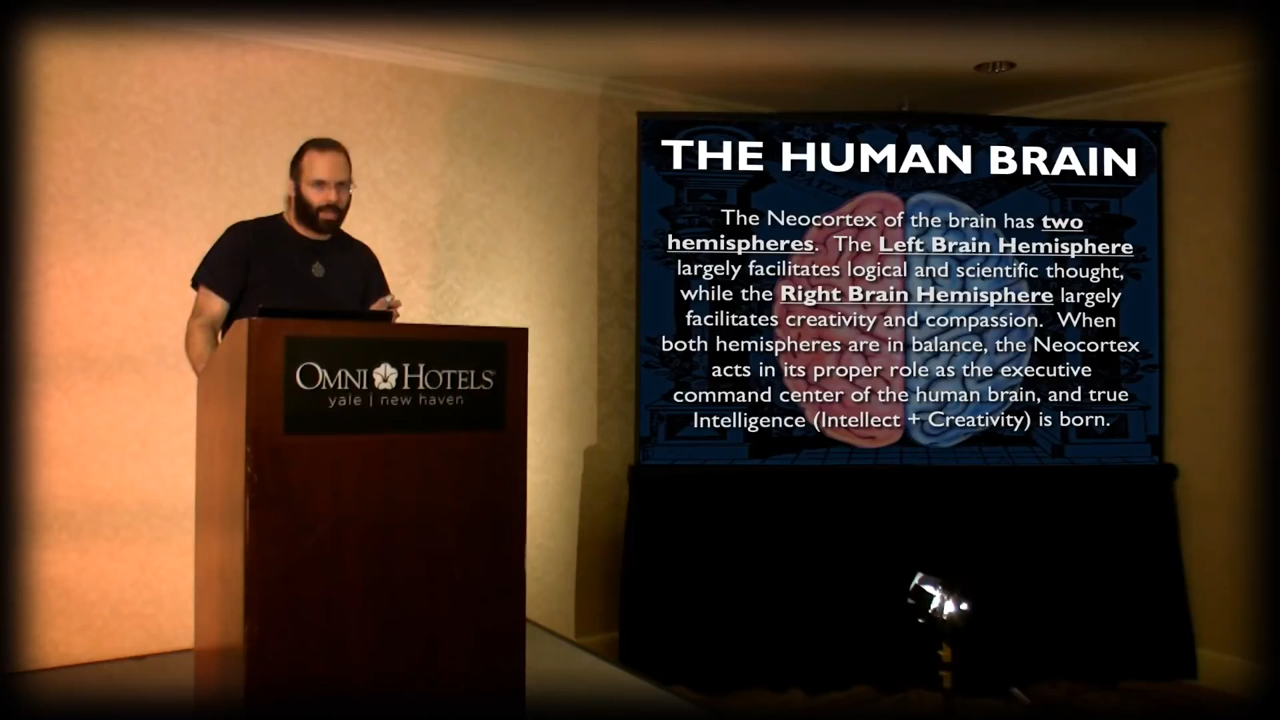 THE HUMAN BRAIN
The Neocortex of the brain has two
hemispheres.  The Left Brain Hemisphere
largely facilitates logical and scientific thought,
while the Right Brain Hemisphere largely
facilitates creativity and compassion.  When
both hemispheres are in balance, the Neocortex
acts in its proper role as the executive
command center of the human brain, and true
Intelligence (Intellect + Creativity) is born.
OMNI HOTELS
yale | new haven